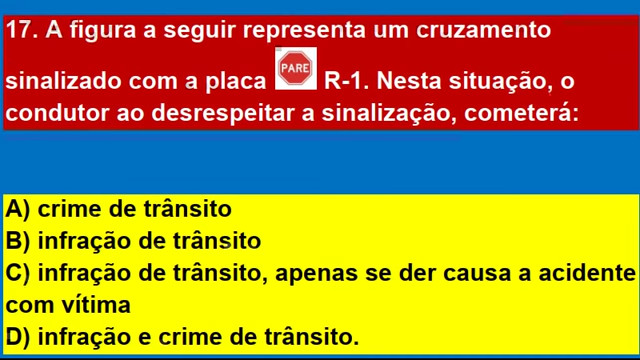 17. A figura a seguir representa um cruzamento
sinalizado com a placa PARE R-1. Nesta situação, o
condutor ao desrespeitar a sinalização, cometerá:
A) crime de trânsito
B) infração de trânsito
C) infração de trânsito, apenas se der causa a acidente
com vítima
D) infração e crime de trânsito.